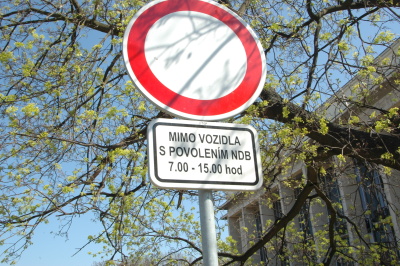 MIMO VOZIDLA
S POVOLENÍM NDB
7.00 - 15.00 hod